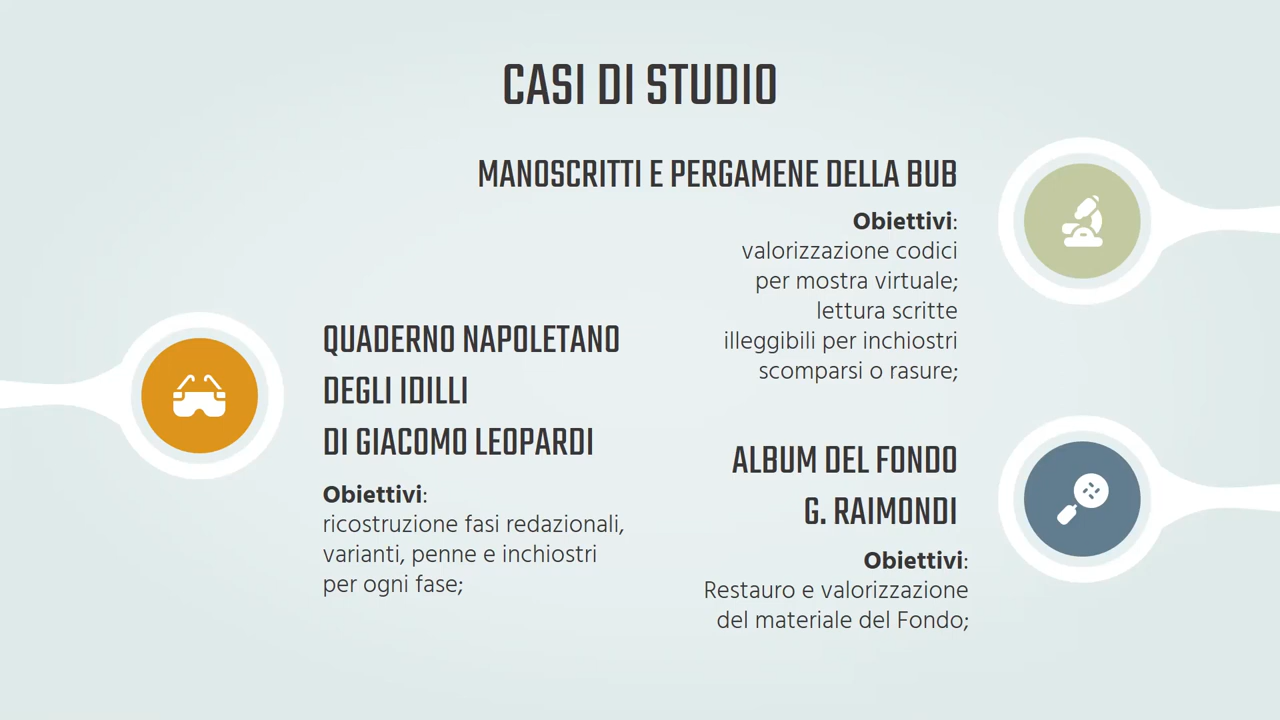 CASI DI STUDIO
MANOSCRITTI E PERGAMENE DELLA BUB
Obiettivi:
valorizzazione codici
per mostra virtuale;
lettura scritte
illeggibili per inchiostri
scomparsi o rasure;
QUADERNO NAPOLETANO
DEGLI IDILLI
DI GIACOMO LEOPARDI
Obiettivi:
ricostruzione fasi redazionali,
varianti, penne e inchiostri
per ogni fase;
ALBUM DEL FONDO
G. RAIMONDI
Obiettivi:
Restauro e valorizzazione
del materiale del Fondo;